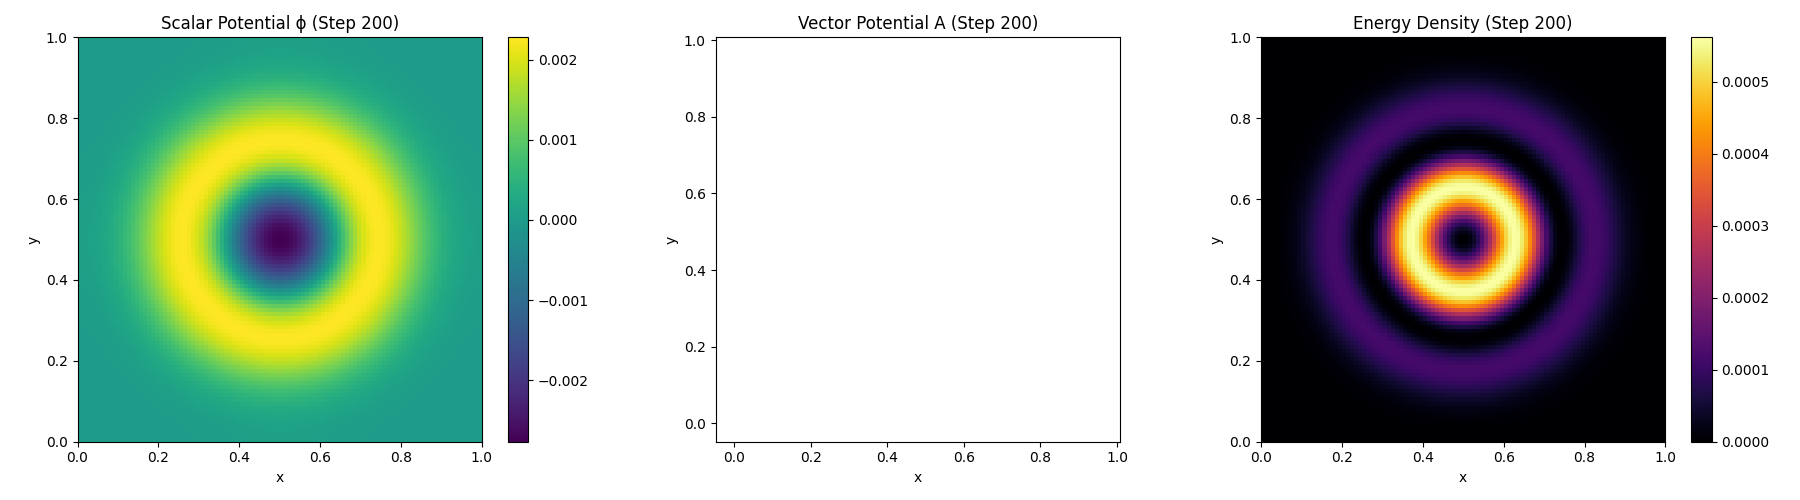 Scalar Potential ϕ (Step 200)
1.0
0.8
0.6
0.4
0.2
0.0
y
0.0 0.2 0.4 0.6 0.8 1.0
x
0.002
0.001
0.000
−0.001
−0.002
Vector Potential A (Step 200)
1.0
0.8
0.6
0.4
0.2
0.0
y
0.0 0.2 0.4 0.6 0.8 1.0
x
Energy Density (Step 200)
1.0
0.8
0.6
0.4
0.2
0.0
y
0.0 0.2 0.4 0.6 0.8 1.0
x
0.0005
0.0004
0.0003
0.0002
0.0001
0.0000